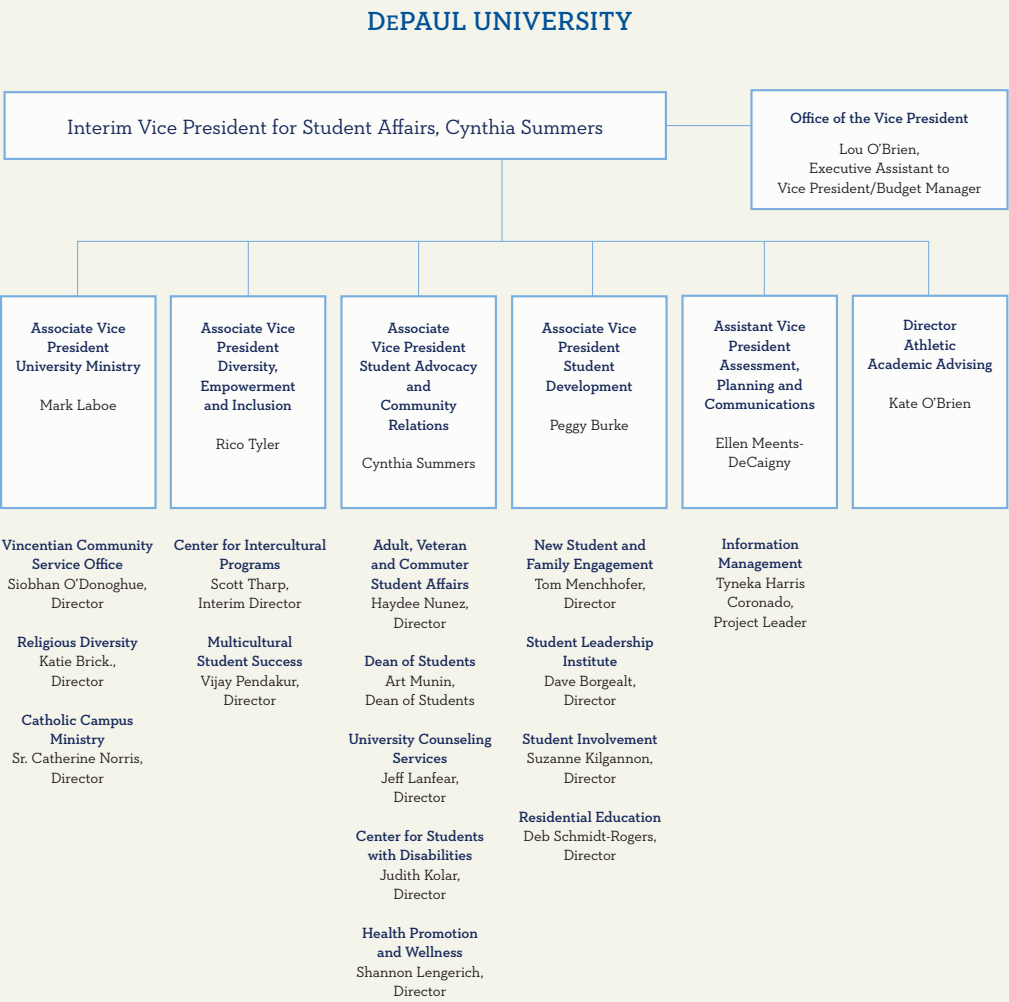 DEPAUL UNIVERSITY
Interim Vice President for Student Affairs, Cynthia Summers
Office of the Vice President
Lou O'Brien,
Executive Assistant to
Vice President/Budget Manager
Associate Vice
President
University Ministry
Mark Laboe
Associate Vice
President
Diversity,
Empowerment
and Inclusion
Rico Tyler
Associate
Vice President
Student Advocacy
and
Community
Relations
Cynthia Summers
Associate Vice
President
Student
Development
Peggy Burke
Assistant Vice
President
Assessment,
Planning and
Communications
Ellen Meents-
DeCaigny
Director
Athletic
Academic Advising
Kate O'Brien
Vincentian Community
Service Office
Siobhan O'Donoghue,
Director
Religious Diversity
Katie Brick.,
Director
Catholic Campus
Ministry
Sr. Catherine Norris,
Director
Center for Intercultural
Programs
Scott Tharp,
Interim Director
Multicultural
Student Success
Vijay Pendakur,
Director
Adult, Veteran
and Commuter
Student Affairs
Haydee Nunez,
Director
Dean of Students
Art Munin,
Dean of Students
University Counseling
Services
Jeff Lanfear,
Director
Center for Students
with Disabilities
Judith Kolar,
Director
Health Promotion
and Wellness
Shannon Lengerich,
Director
New Student and
Family Engagement
Tom Menchhofer,
Director
Student Leadership
Institute
Dave Borgealt,
Director
Student Involvement
Suzanne Kilgannon,
Director
Residential Education
Deb Schmidt-Rogers,
Director
Information
Management
Tyneka Harris
Coronado,
Project Leader